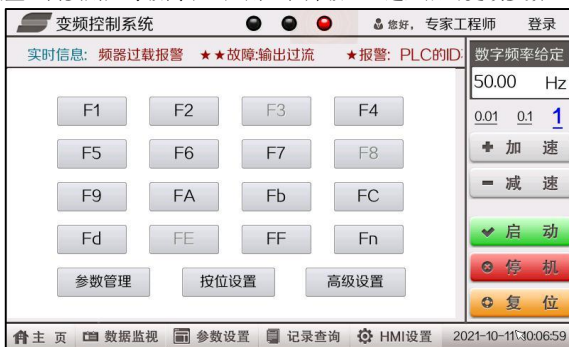 变频控制系统 您好， 专家工程师 登录
实时信息: 频器过载报警 ★★故障:输出过流 ★报警: PLC的ID
数字频率给定
50.00 Hz
0.01 0.1 1
F1 F2 F3 F4
加 速
F5 F6 F7 F8
减 速
F9 FA Fb FC
启 动
Fd FE FF Fn
停 机
参数管理 按位设置 高级设置
复 位
主 页 数据监视 参数设置 记录查询 HMI设置 2021-10-11 10:06:59